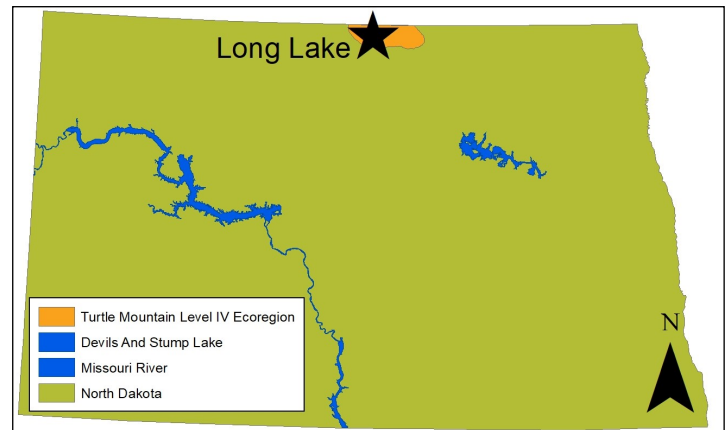 Long Lake
N
Turtle Mountain Level IV Ecoregion
Devils And Stump Lake
Missouri River
North Dakota